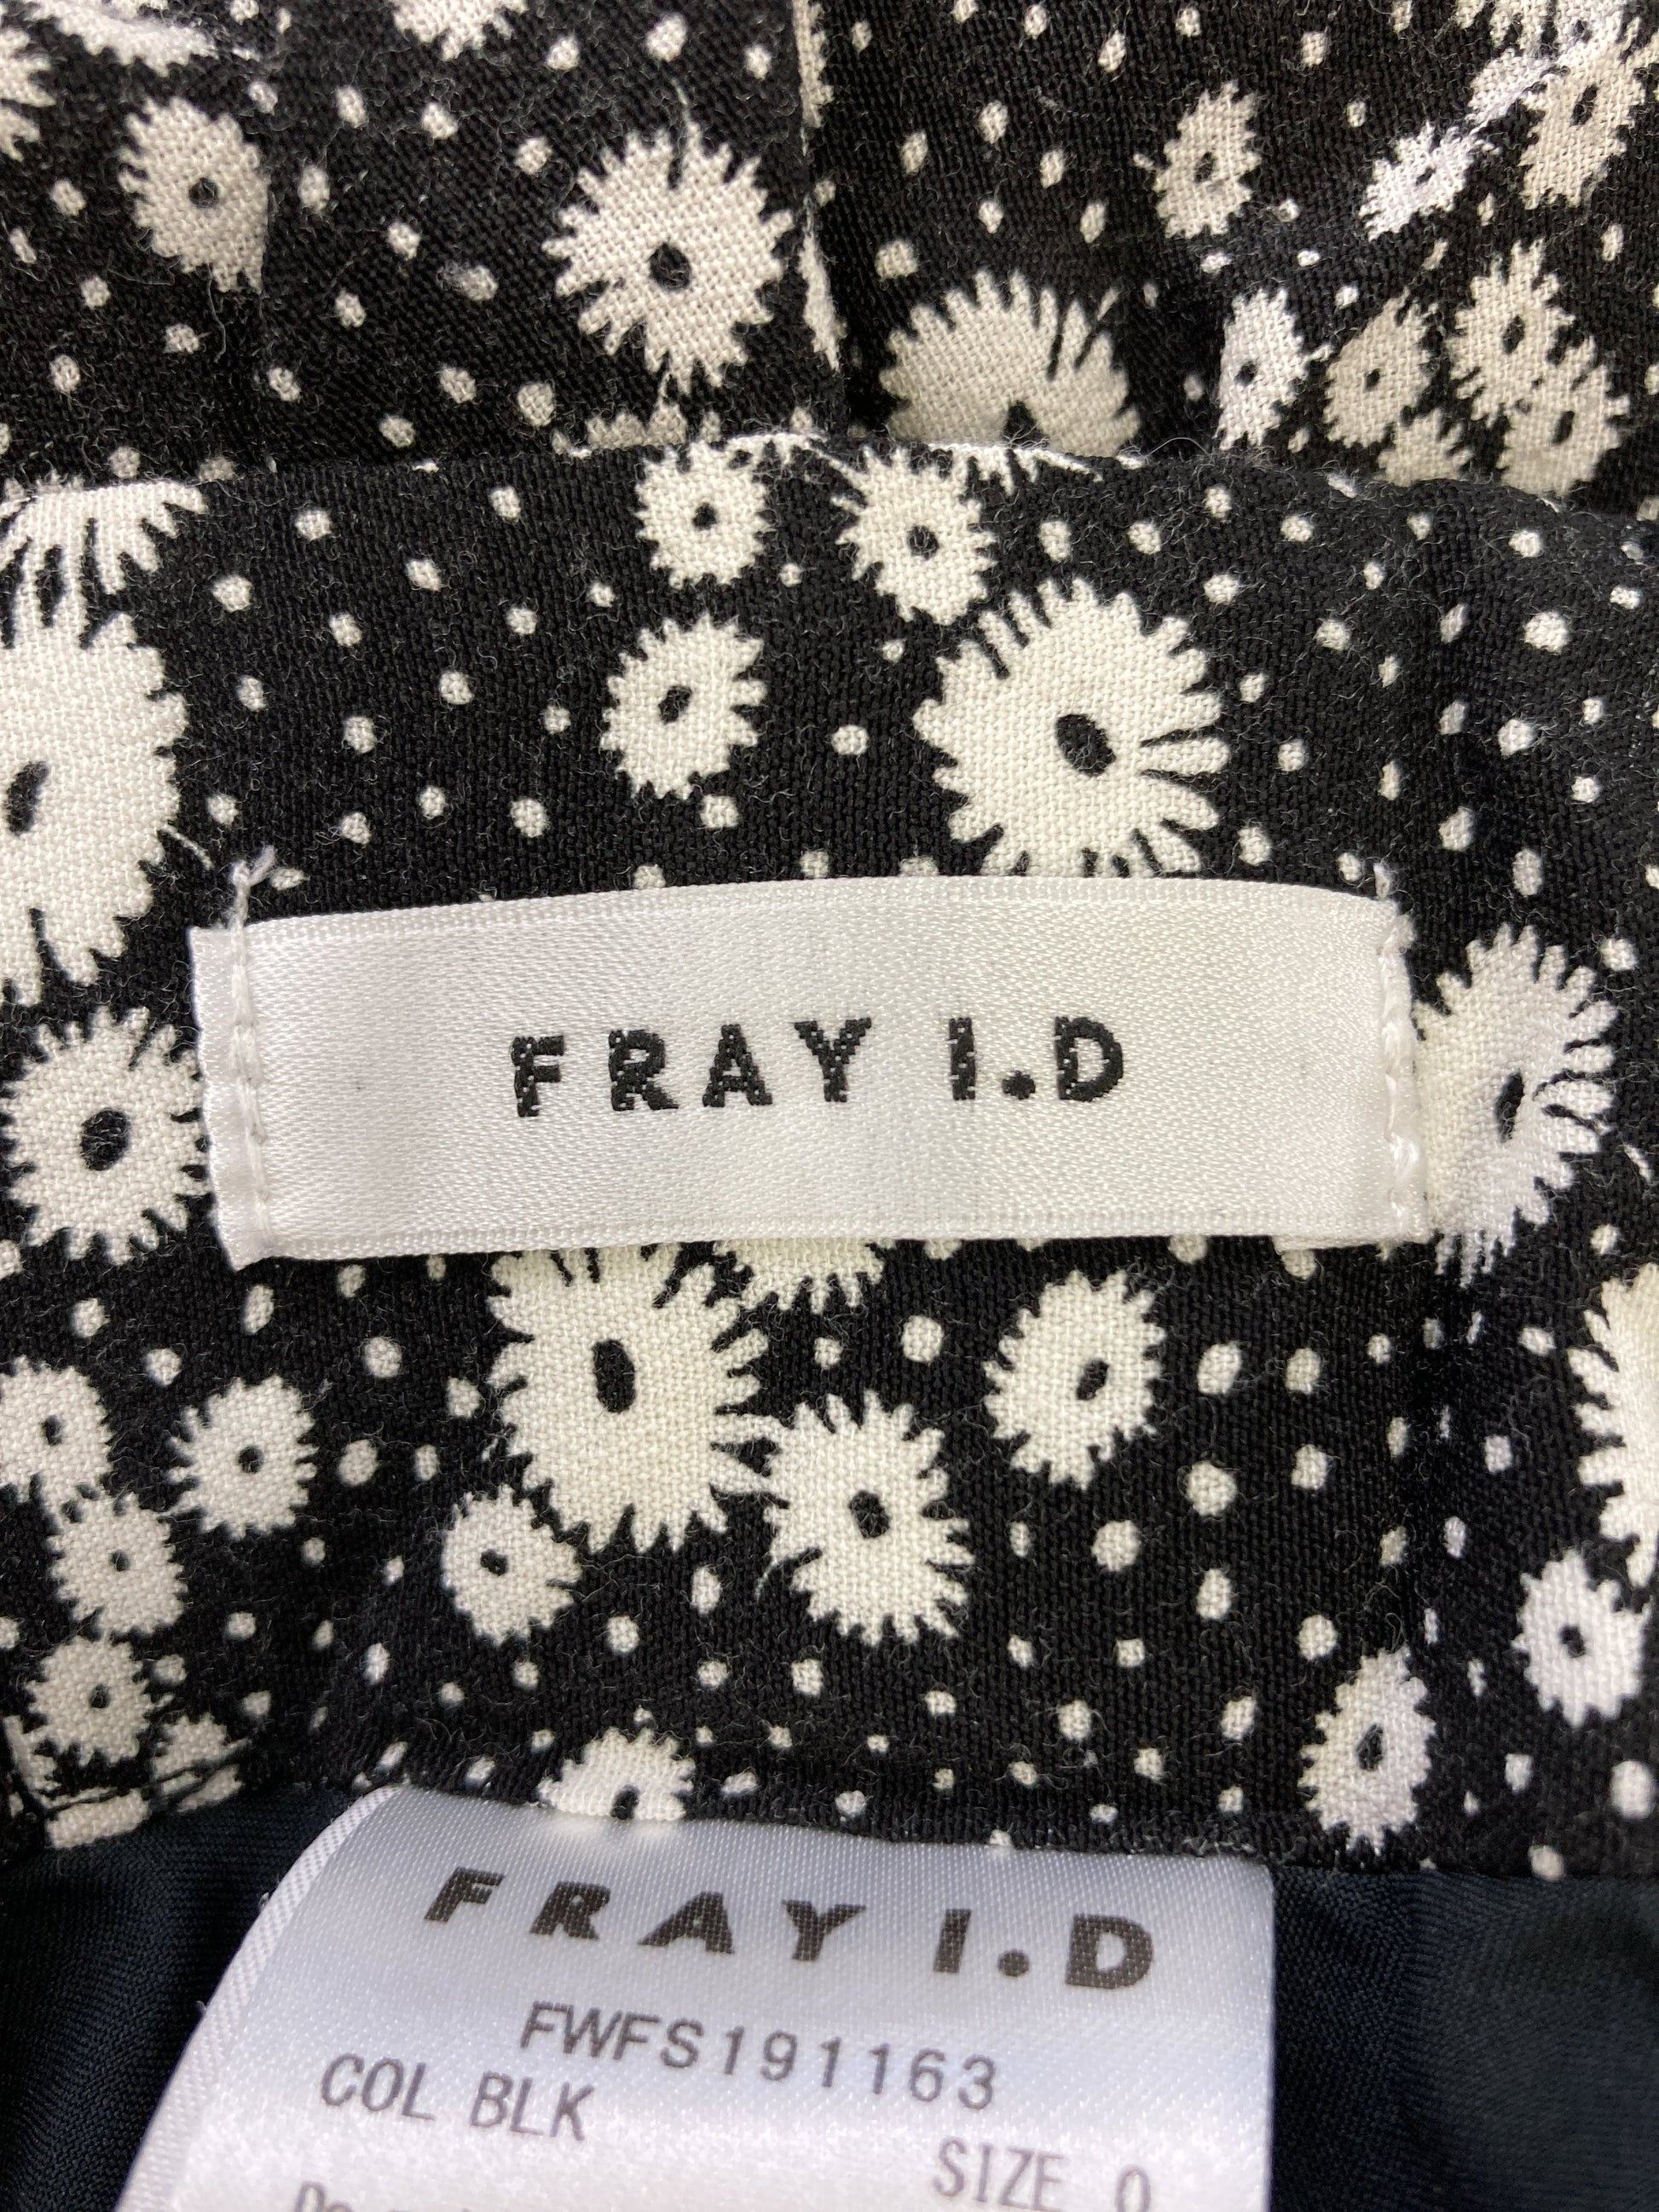 FRAY I.D
FRAY I.D
FWFS191163
COL BLK
SIZE 0